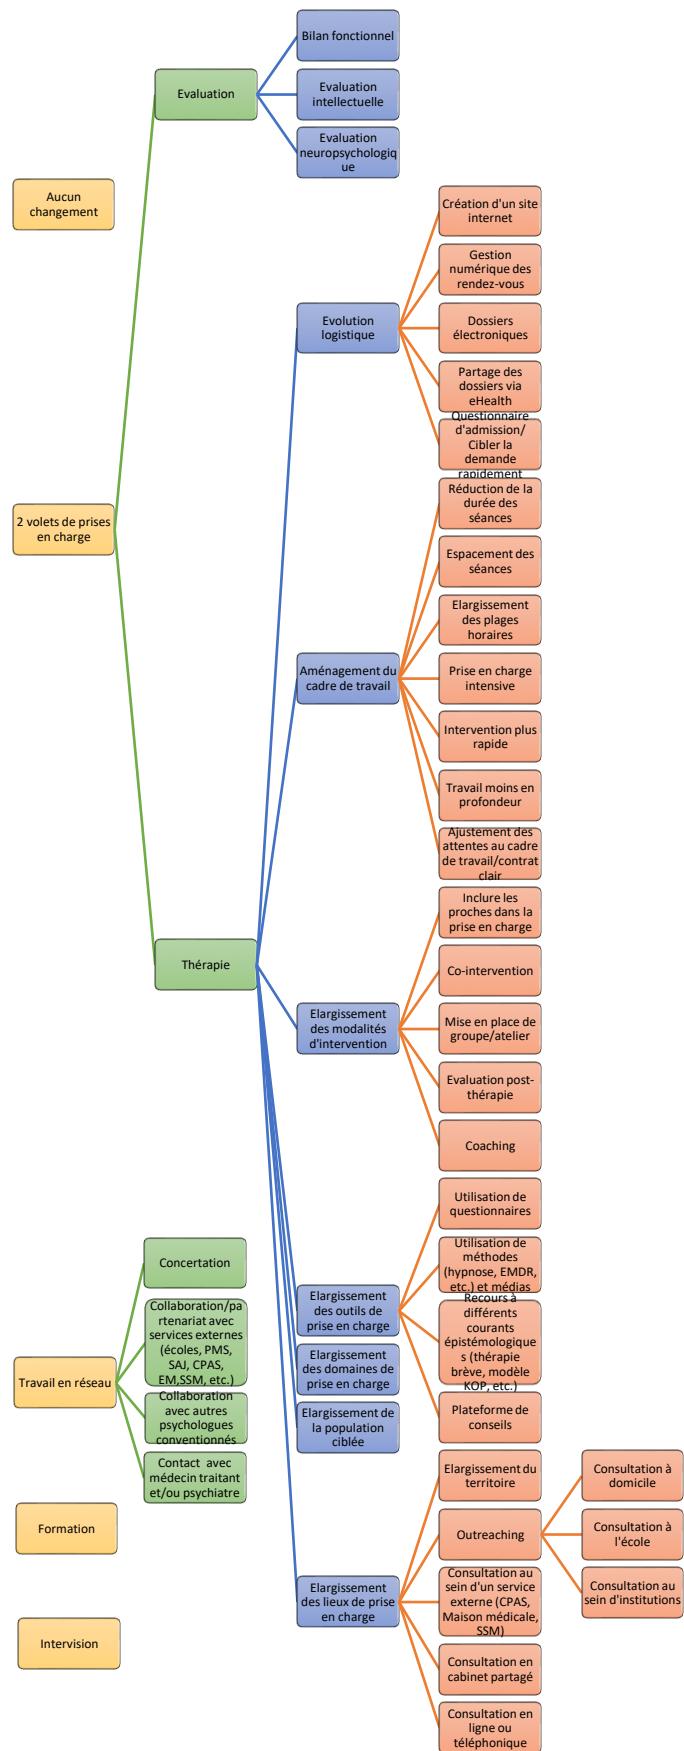 Bilan fonctionnel
Evaluation
Evaluation
intellectuelle
Evaluation
neuropsychologiq
ue
Aucun
changement
Création d'un site
internet
Gestion
numérique des
rendez-vous
Evolution
logistique
Dossiers
électroniques
Partage des
dossiers via
eHealth
Questionnaire
d'admission/
Cibler la
demande
rapidement
2 volets de prises
en charge
Réduction de la
durée des
séances
Espacement des
séances
Elargissement
des plages
horaires
Aménagement du
cadre de travail
Prise en charge
intensive
Intervention plus
rapide
Travail moins en
profondeur
Ajustement des
attentes au cadre
de travail/contrat
clair
Thérapie
Inclure les
proches dans la
prise en charge
Co-intervention
Elargissement
des modalités
d'intervention
Mise en place de
groupe/atelier
Evaluation post-
thérapie
Coaching
Utilisation de
questionnaires
Elargissement
des outils de
prise en charge
Utilisation de
méthodes
(hypnose, EMDR,
etc.) et médias
Recours à
différents
courants
épistémologique
s (thérapie
brève, modèle
KOP, etc.)
Plateforme de
conseils
Elargissement
des domaines de
prise en charge
Elargissement de
la population
ciblée
Travail en réseau
Concertation
Collaboration/pa
rtenariat avec
services externes
(écoles, PMS,
SAJ, CPAS,
EM,SSM, etc.)
Collaboration
avec autres
psychologues
conventionnés
Contact avec
médecin traitant
et/ou psychiatre
Elargissement
des lieux de prise
en charge
Elargissement du
territoire
Outreaching
Consultation à
domicile
Consultation à
l'école
Consultation au
sein d'institutions
Consultation au
sein d'un service
externe (CPAS,
Maison médicale,
SSM)
Consultation en
cabinet partagé
Consultation en
ligne ou
téléphonique
Formation
Intervision